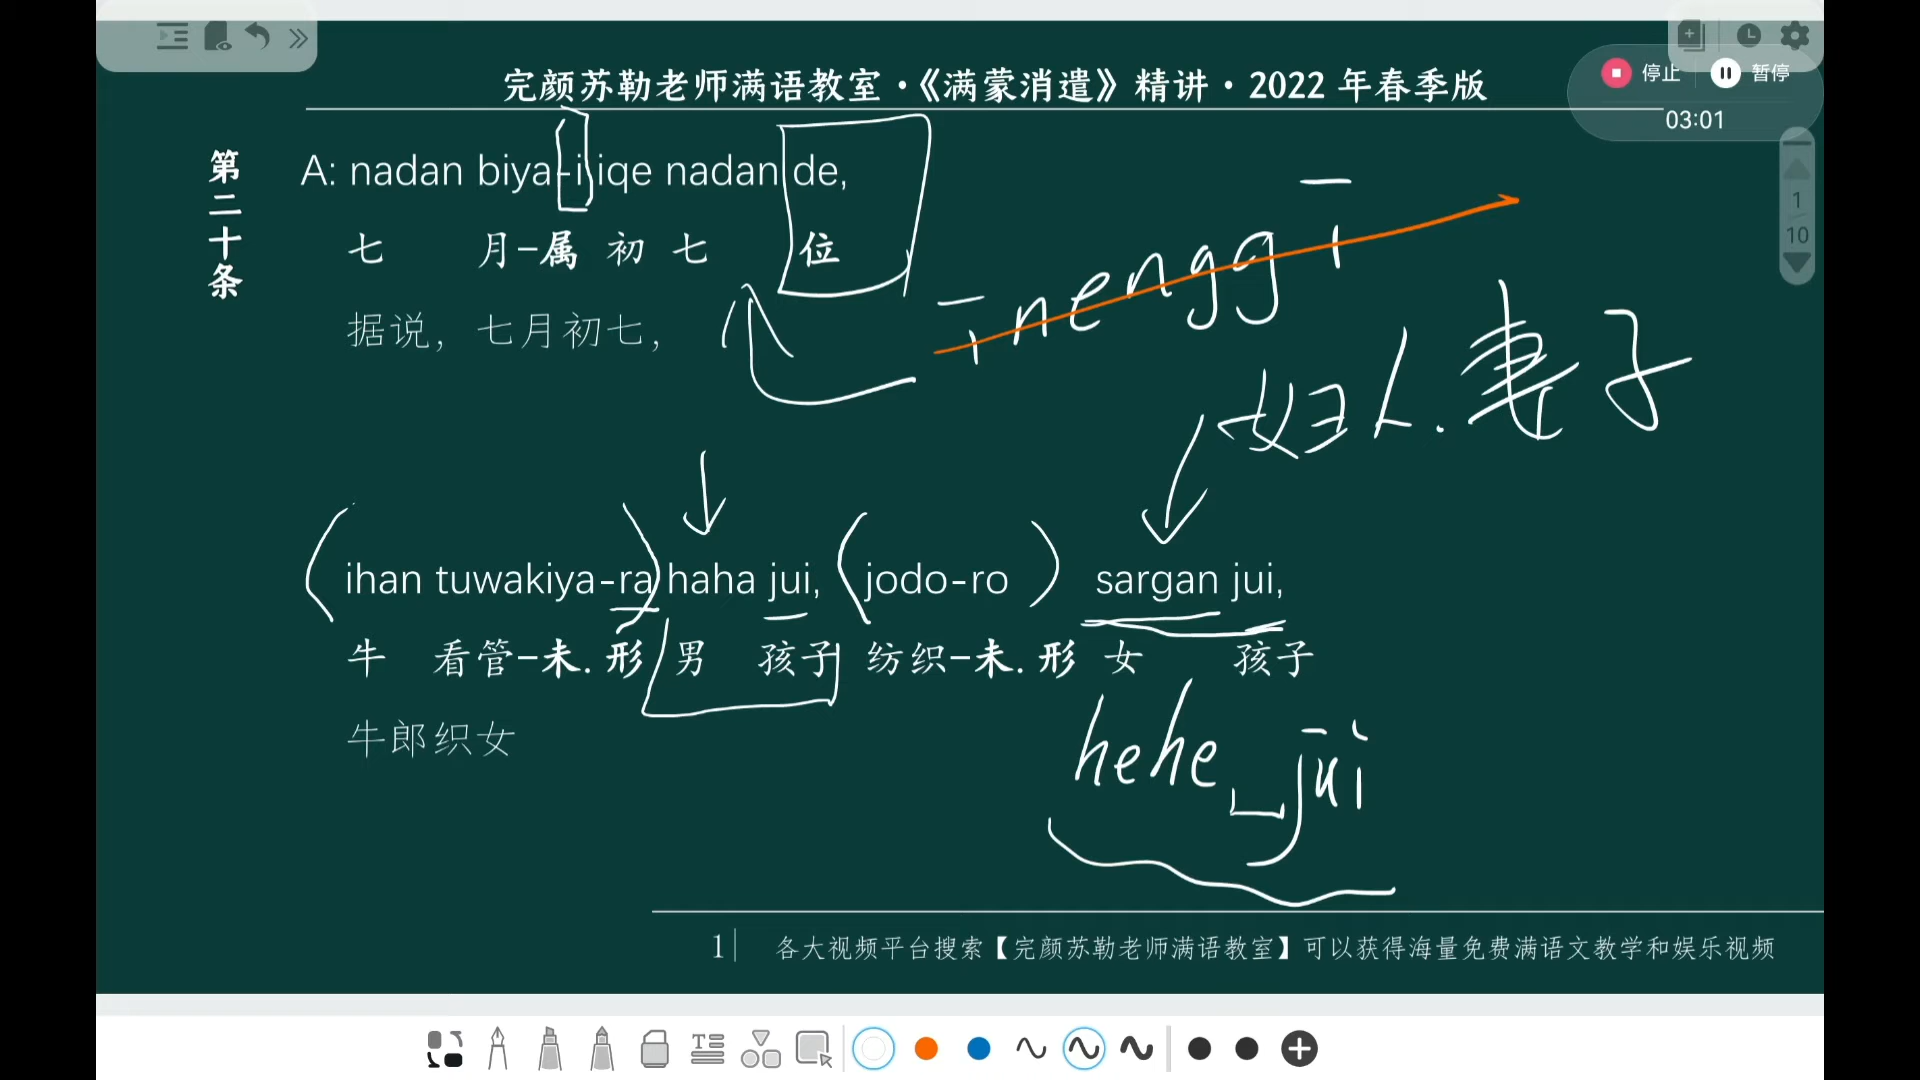 完颜苏勒老师满语教室·《满蒙消遣》精讲·2022 年春季版
停止 暂停
03:01
第二十条
A: nadan biya-i iqe nadan de,
七 月-属 初 七 位
据说，七月初七，
inenggi
妇人.妻子
1
10
ihan tuwakiya-ra haha jui, jodo-ro sargan jui,
牛 看管-未.形 男 孩子 纺织-未.形 女 孩子
牛郎织女
hehe jui
1 各大视频平台搜索【完颜苏勒老师满语教室】可以获得海量免费满语文教学和娱乐视频